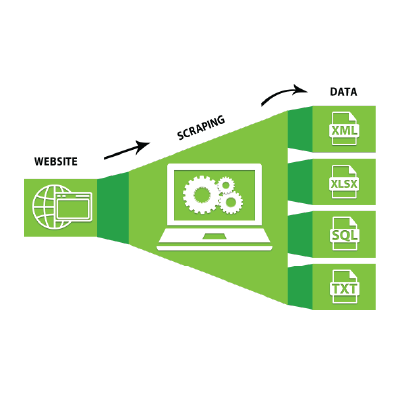 WEBSITE
SCRAPING
DATA
XML
XLSX
SQL
TXT